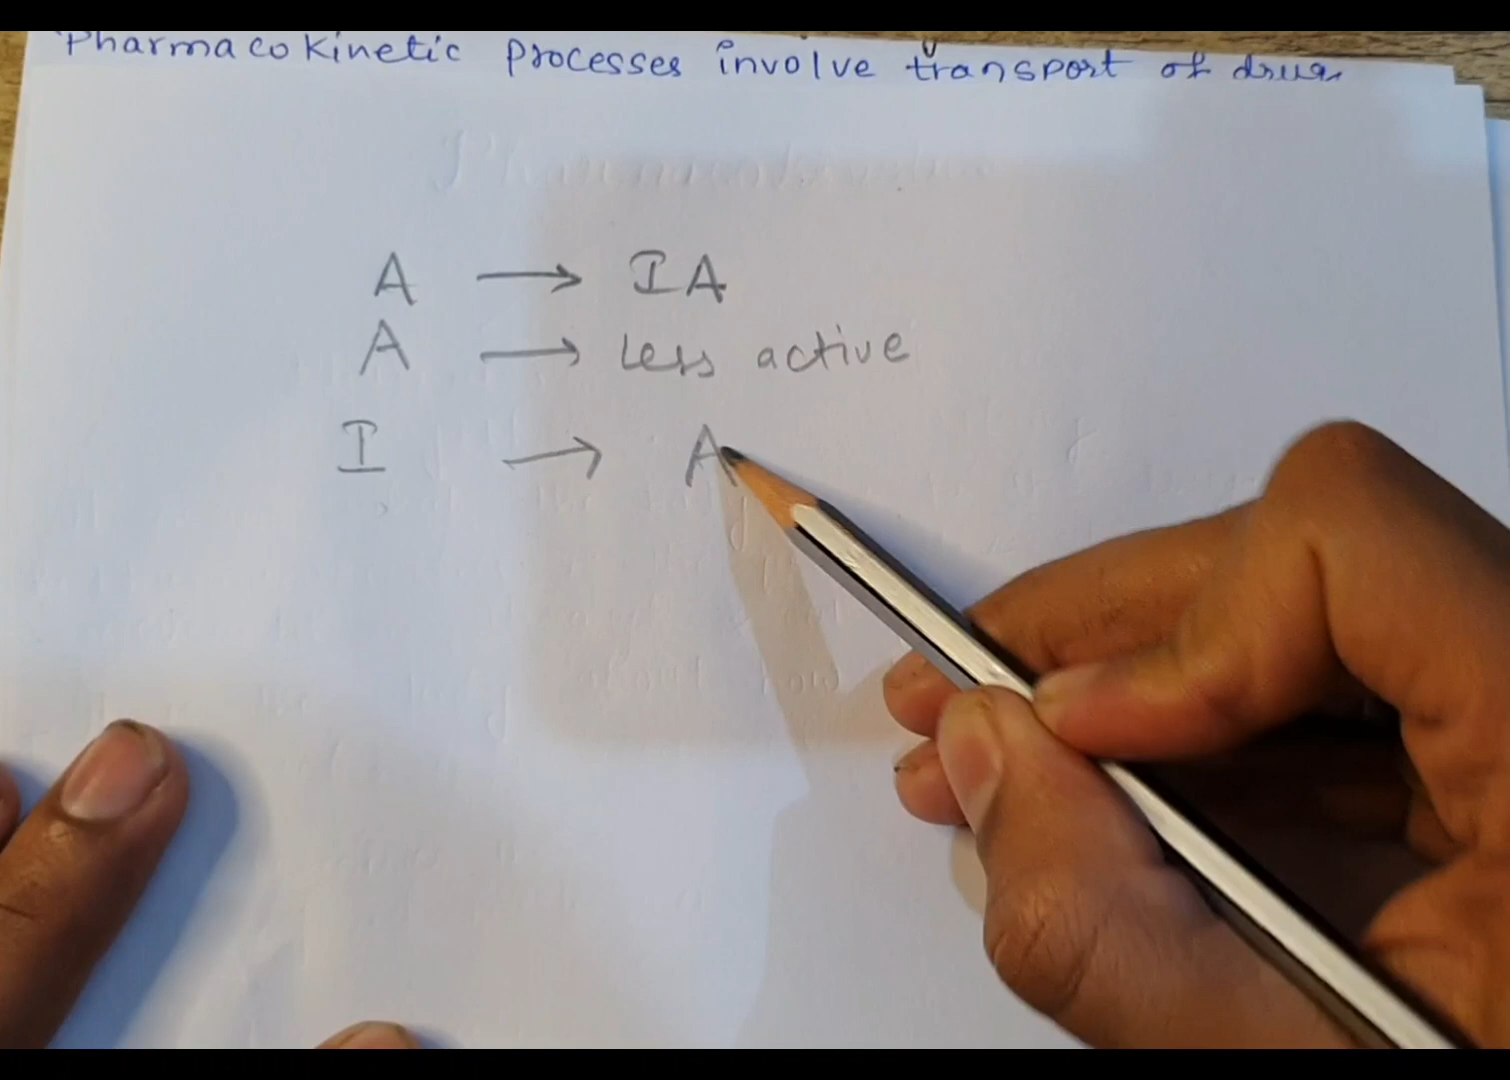 Pharmacokinetic processes involve transport of drug
A → IA
A → Less active
I → A